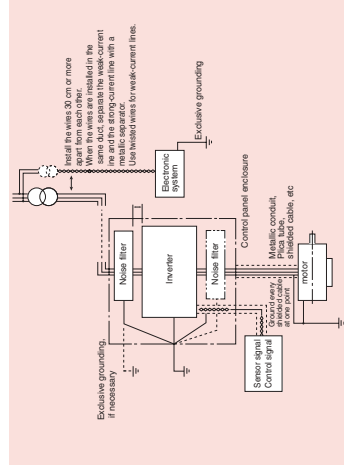 Install the wires 30 cm or more
apart from each other.
When the wires are installed in the
same duct, separate the weak-current
line and the strong-current line with a
metallic separator.
Use twisted wires for weak-current lines.
Electronic
system
Exclusive grounding
Control panel enclosure
Noise filter
Inverter
Noise filter
Exclusive grounding,
if necessary
Metallic conduit,
Plica tube,
shielded cable, etc
motor
Ground every
shielded cable
at one point
Sensor signal
Control signal